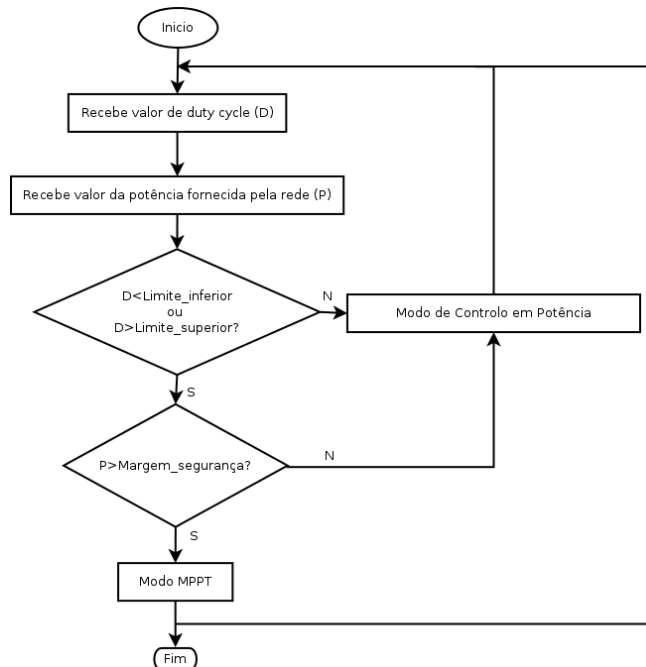 Inicio
Recebe valor de duty cycle (D)
Recebe valor da potência fornecida pela rede (P)
D<Limite_inferior
ou
D>Limite_superior?
N
Modo de Controlo em Potência
S
P>Margem_segurança?
N
S
Modo MPPT
Fim